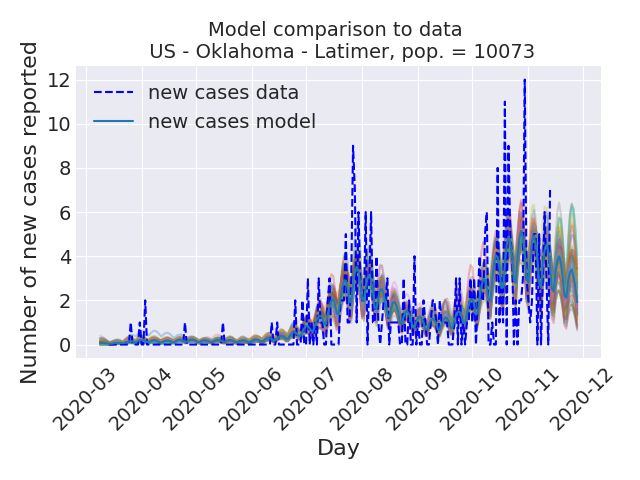 Model comparison to data
US - Oklahoma - Latimer, pop. = 10073
Number of new cases reported
12
10
8
6
4
2
0
new cases data
new cases model
2020-03
2020-04
2020-05
2020-06
2020-07
2020-08
2020-09
2020-10
2020-11
2020-12
Day